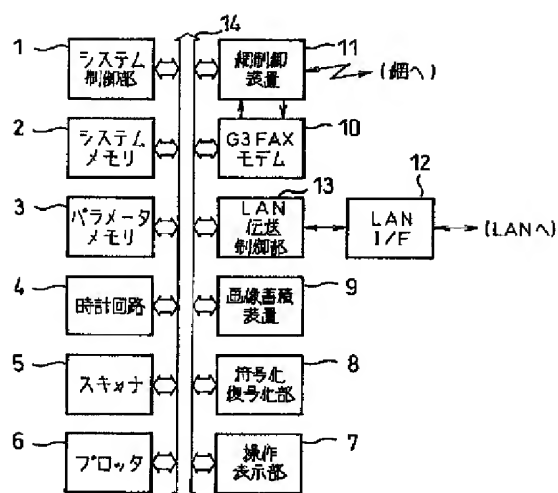 14
1
システム
制御部
11
網制御
装置
(網へ)
2
システム
メモリ
10
G3 FAX
モデム
3
パラメータ
メモリ
13
LAN
伝送
制御部
12
LAN
I/F
(LANへ)
4
時計回路
9
画像蓄積
装置
5
スキャナ
8
符号化
復号化部
6
プロッタ
7
操作
表示部